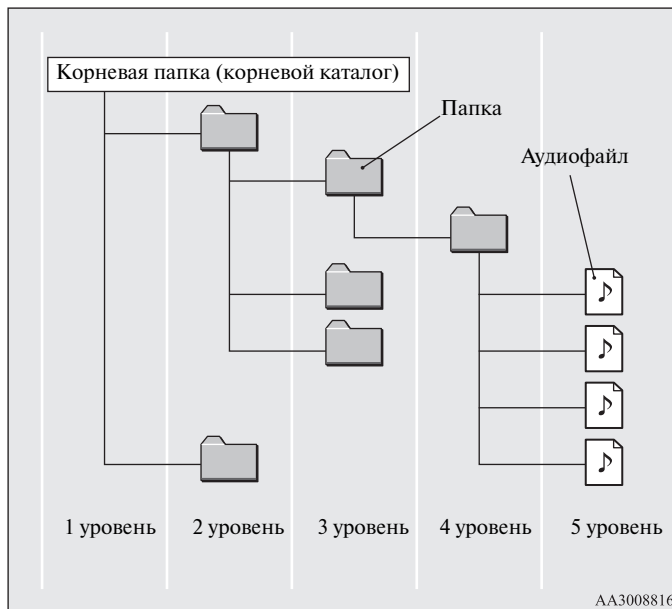 Корневая папка (корневой каталог)
Папка
Аудиофайл
1 уровень 2 уровень 3 уровень 4 уровень 5 уровень
AA3008816